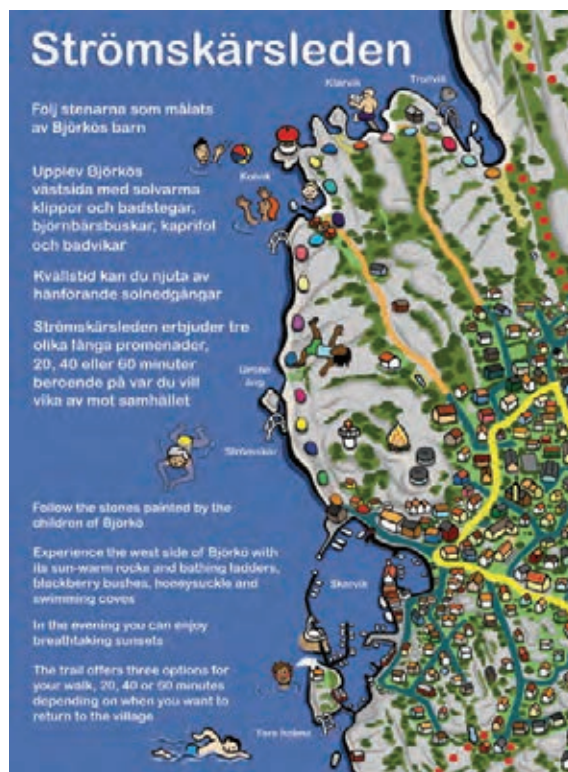 Strömskärsleden
Klarvik
Trollvik
Följ stenarna som målats
av Björkös barn
Kolvik
Upplev Björkös
västsida med solvarma
klippor och badstegar,
björnbärsbuskar, kaprifol
och badvikar
Kvällstid kan du njuta av
hänförande solnedgångar
Strömskärsleden erbjuder tre
olika långa promenader,
20, 40 eller 60 minuter
beroende på var du vill
vika av mot samhället
äng
Strömskär
Follow the stones painted by the
children of Björkö
Experience the west side of Björkö with
its sun-warm rocks and bathing ladders,
blackberry bushes, honeysuckle and
swimming coves
Skarvik
In the evening you can enjoy
breathtaking sunsets
The trail offers three options for
your walk, 20, 40 or 60 minutes
depending on when you want to
return to the village
holme